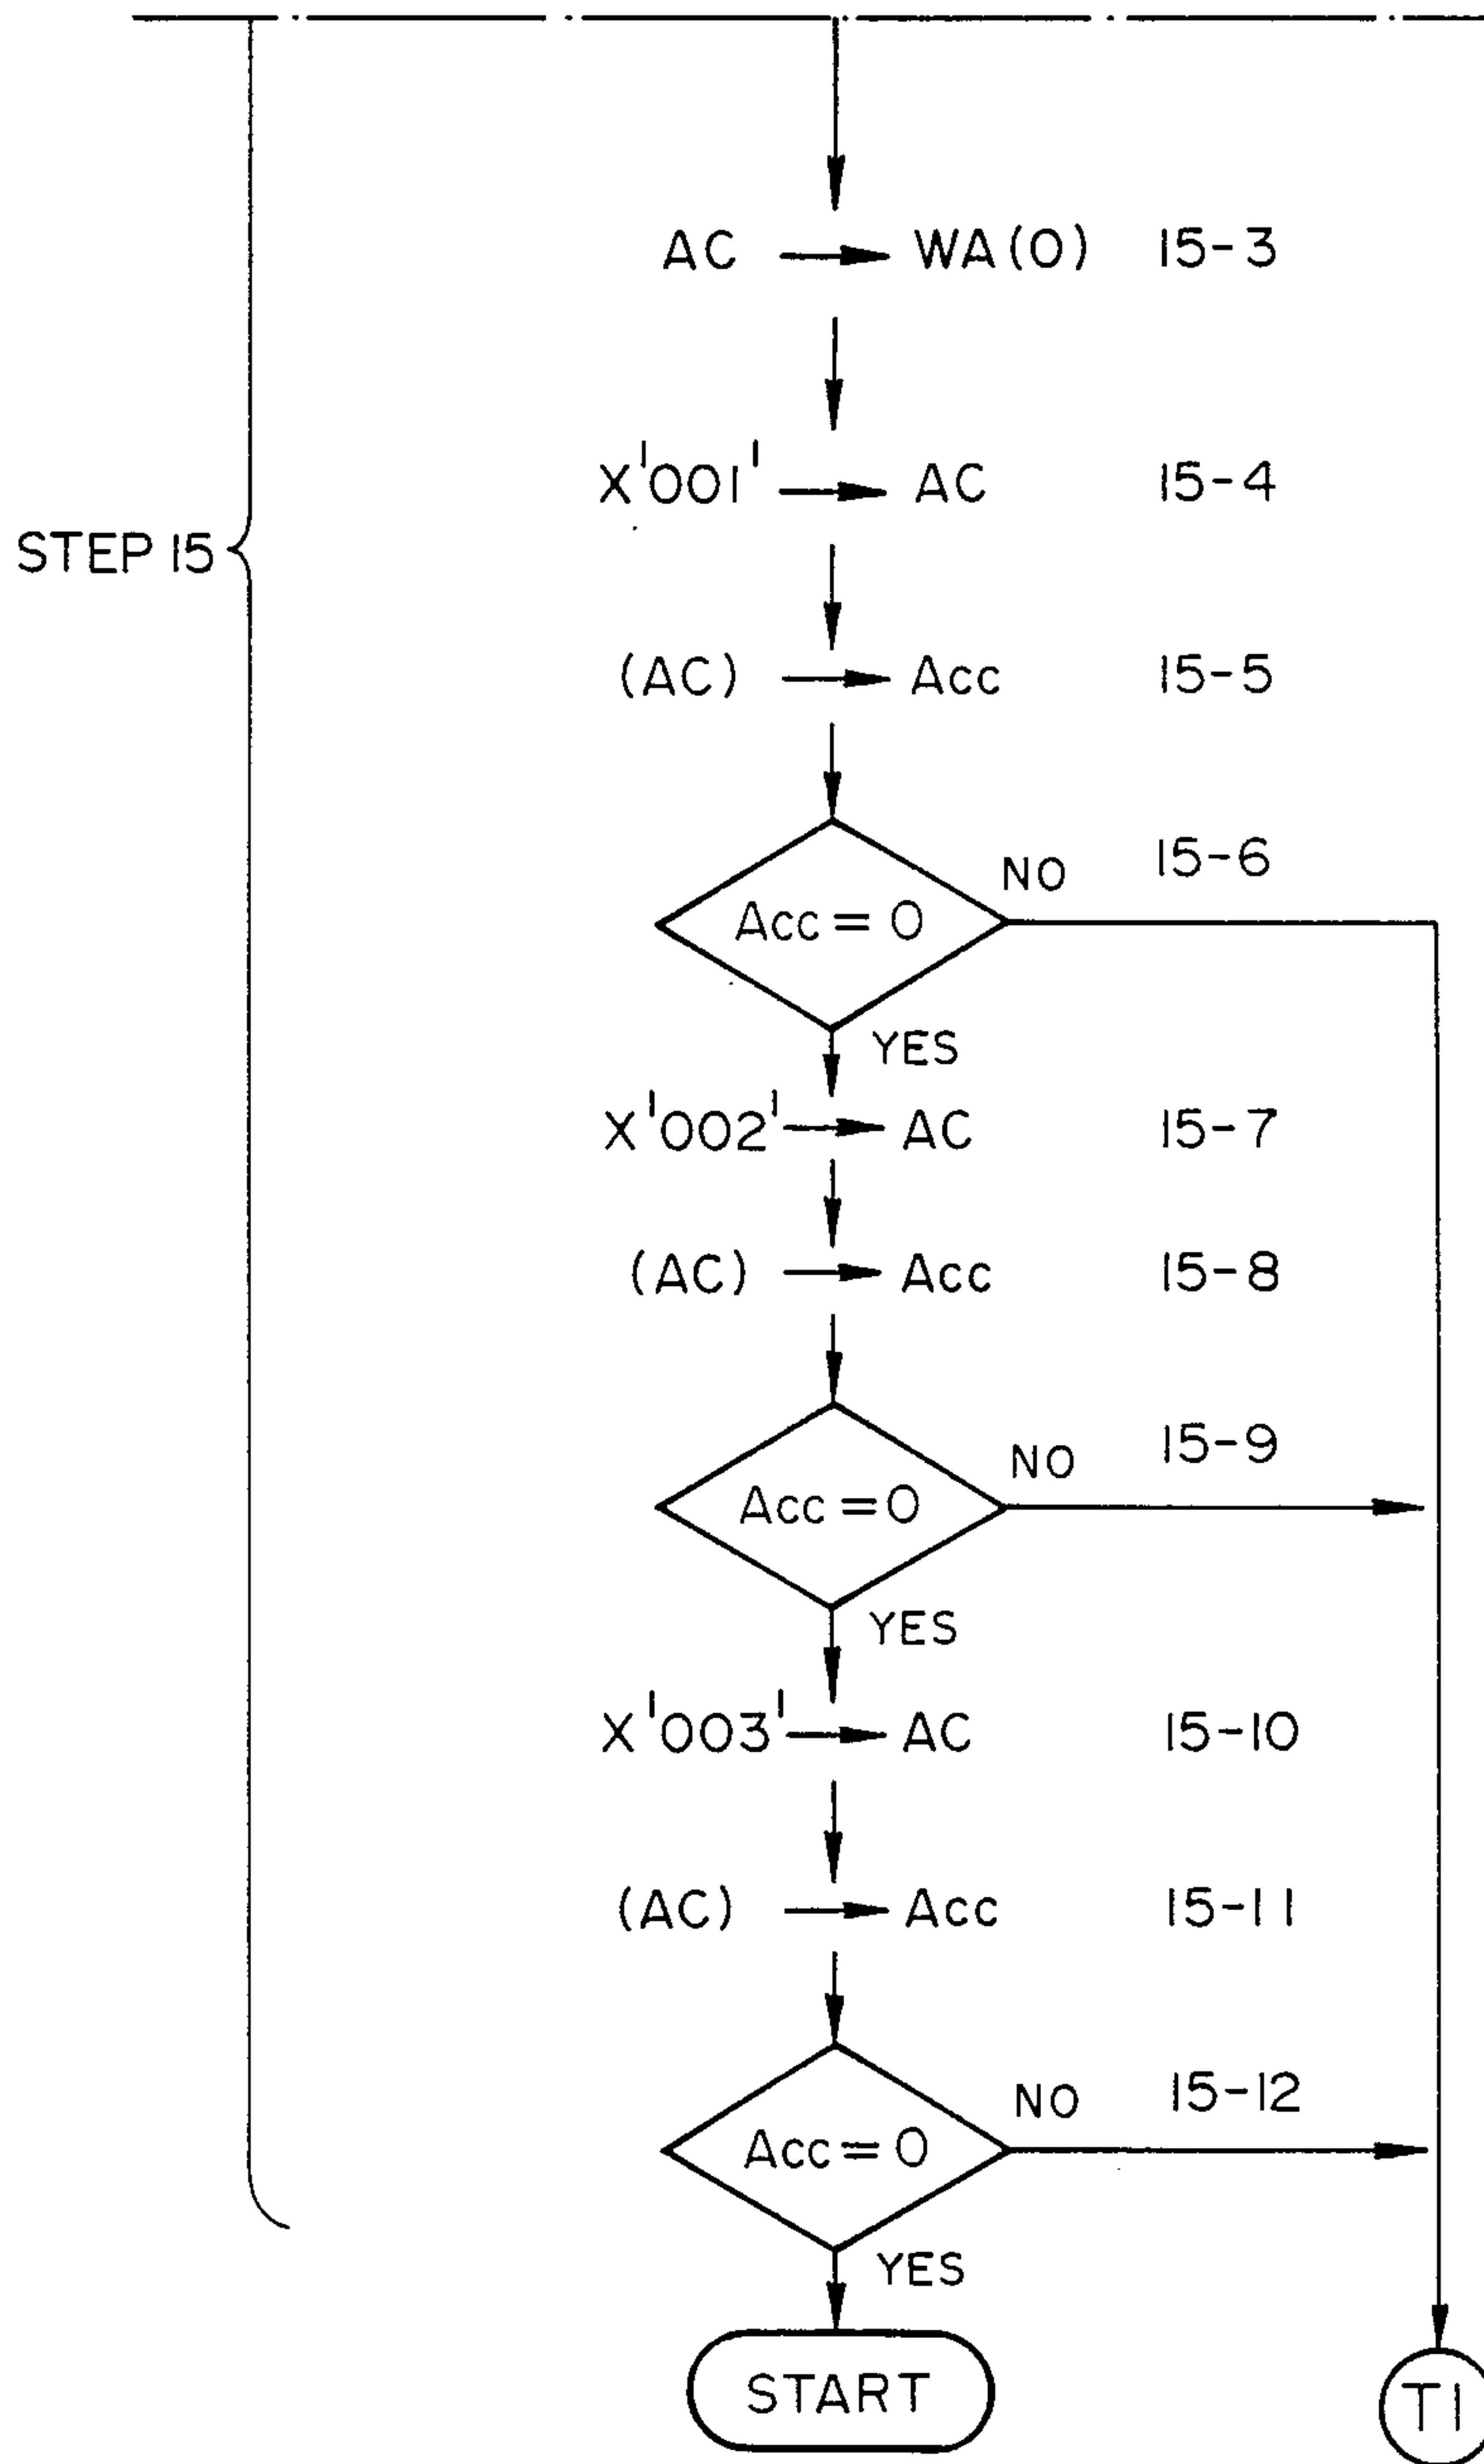 AC → WA(0) 15-3
X'001' → AC 15-4
STEP 15
(AC) → Acc 15-5
NO 15-6
Acc = 0
YES
X'002' → AC 15-7
(AC) → Acc 15-8
NO 15-9
Acc = 0
YES
X'003' → AC 15-10
(AC) → Acc 15-11
NO 15-12
Acc = 0
YES
START
T1